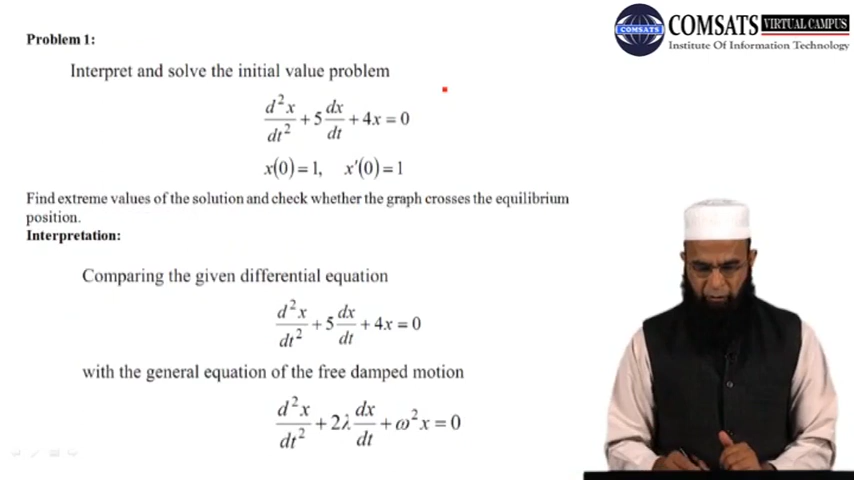 COMSATS VIRTUAL CAMPUS
COMSATS
Institute Of Information Technology
Problem 1:
Interpret and solve the initial value problem
d²x/dt² + 5 dx/dt + 4x = 0
x(0) = 1, x′(0) = 1
Find extreme values of the solution and check whether the graph crosses the equilibrium
position.
Interpretation:
Comparing the given differential equation
d²x/dt² + 5 dx/dt + 4x = 0
with the general equation of the free damped motion
d²x/dt² + 2λ dx/dt + ω²x = 0